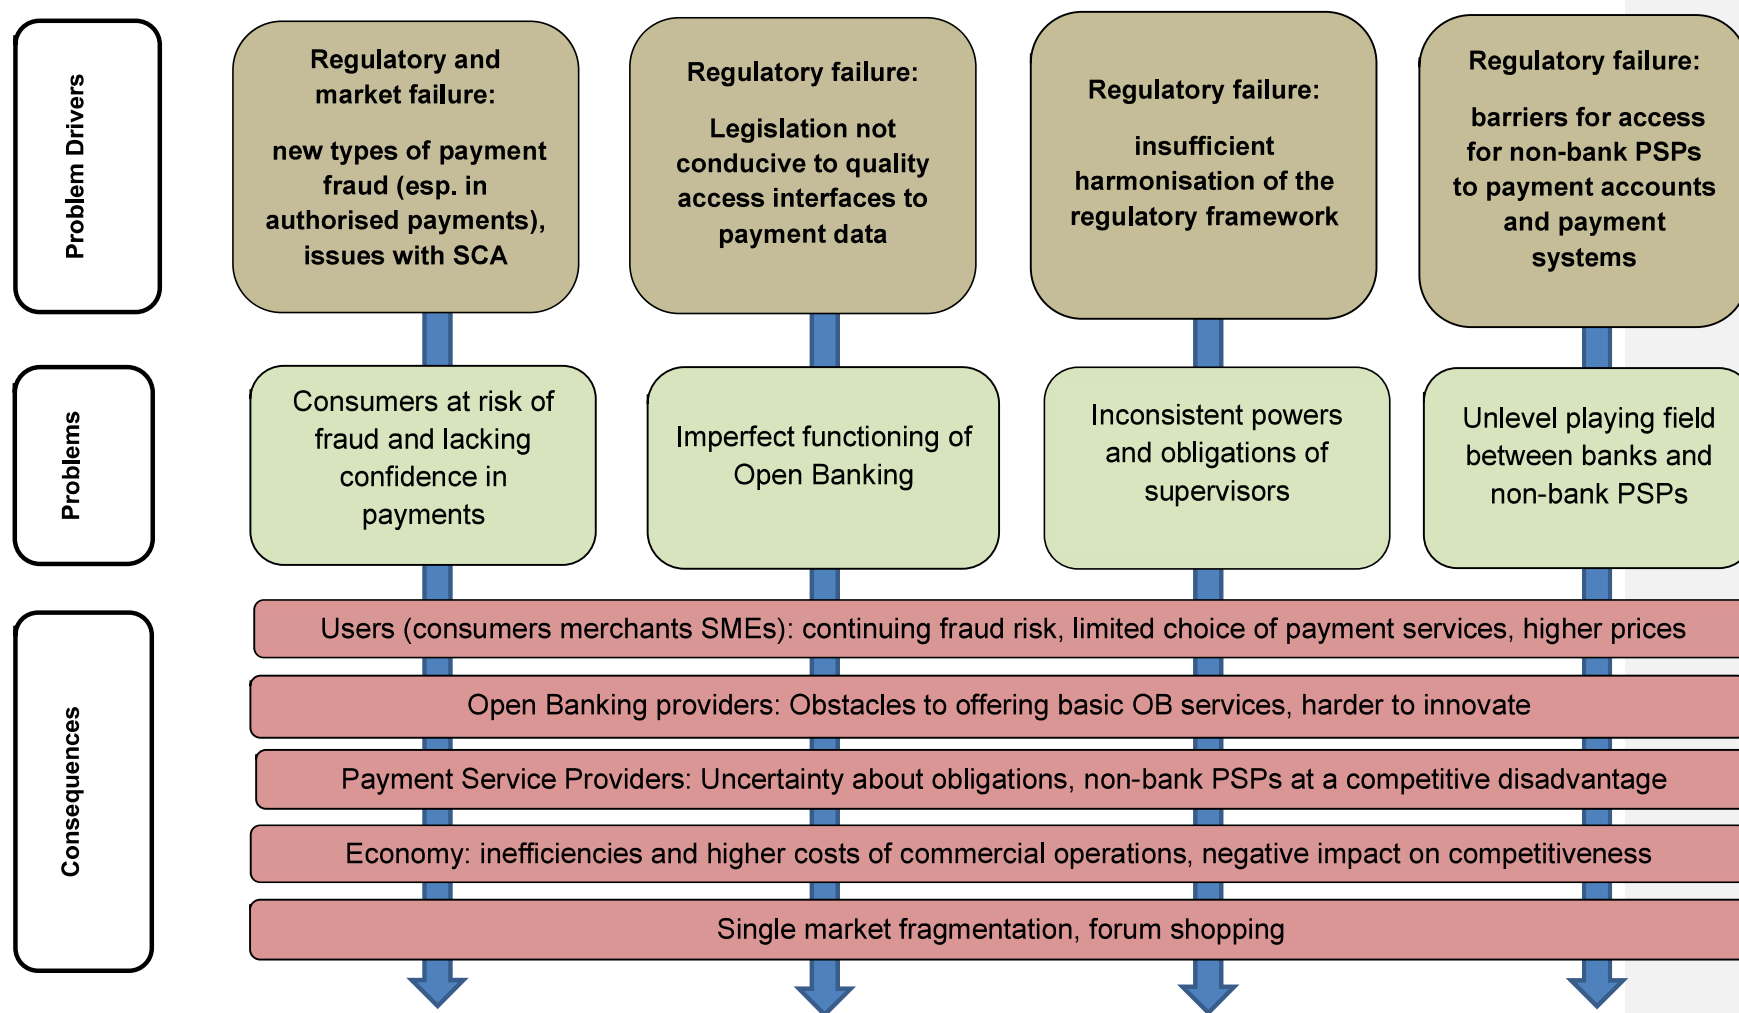 Problem Drivers
Regulatory and
market failure:
new types of payment
fraud (esp. in
authorised payments),
issues with SCA
Regulatory failure:
Legislation not
conducive to quality
access interfaces to
payment data
Regulatory failure:
insufficient
harmonisation of the
regulatory framework
Regulatory failure:
barriers for access
for non-bank PSPs
to payment accounts
and payment
systems
Problems
Consumers at risk of
fraud and lacking
confidence in
payments
Imperfect functioning of
Open Banking
Inconsistent powers
and obligations of
supervisors
Unlevel playing field
between banks and
non-bank PSPs
Consequences
Users (consumers merchants SMEs): continuing fraud risk, limited choice of payment services, higher prices
Open Banking providers: Obstacles to offering basic OB services, harder to innovate
Payment Service Providers: Uncertainty about obligations, non-bank PSPs at a competitive disadvantage
Economy: inefficiencies and higher costs of commercial operations, negative impact on competitiveness
Single market fragmentation, forum shopping